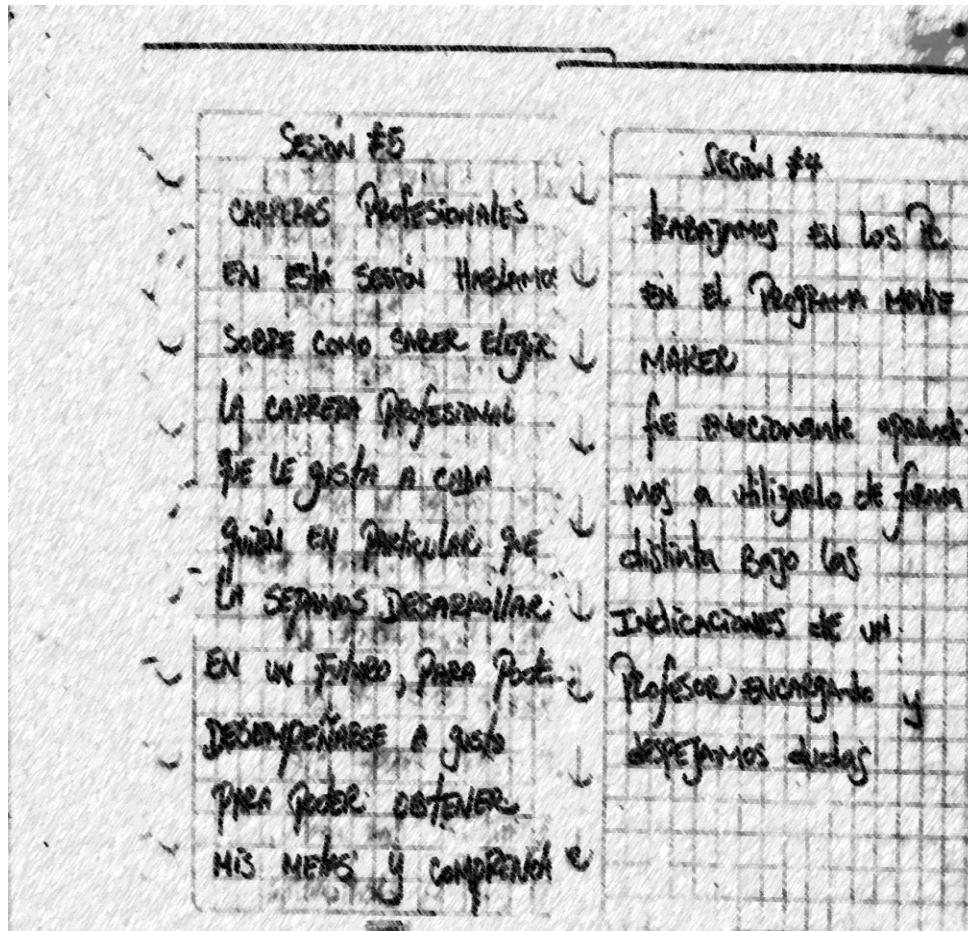 Sesión #5
CARRERAS PROFESIONALES
EN ESTÁ SESIÓN HABLAMOS
SOBRE COMO SABER ELEGIR
LA CARRERA PROFESIONAL
QUE LE GUSTA A CADA
QUIÉN EN PARTICULAR QUE
LA SEPAMOS DESARROLLAR
EN UN FUTURO, PARA PODE
DESEMPEÑARSE A GUSTO
PARA PODER OBTENER
MIS METAS Y
Sesión #4
TRABAJAMOS EN LOS PC
EN EL PROGRAMA MOVIE
MAKER
fue emocionante aprendi-
mos a utilizarlo de forma
distinta BAJO las
INDICACIONES DE UN
PROFESOR ENCARGADO y
DESPEJAMOS dudas